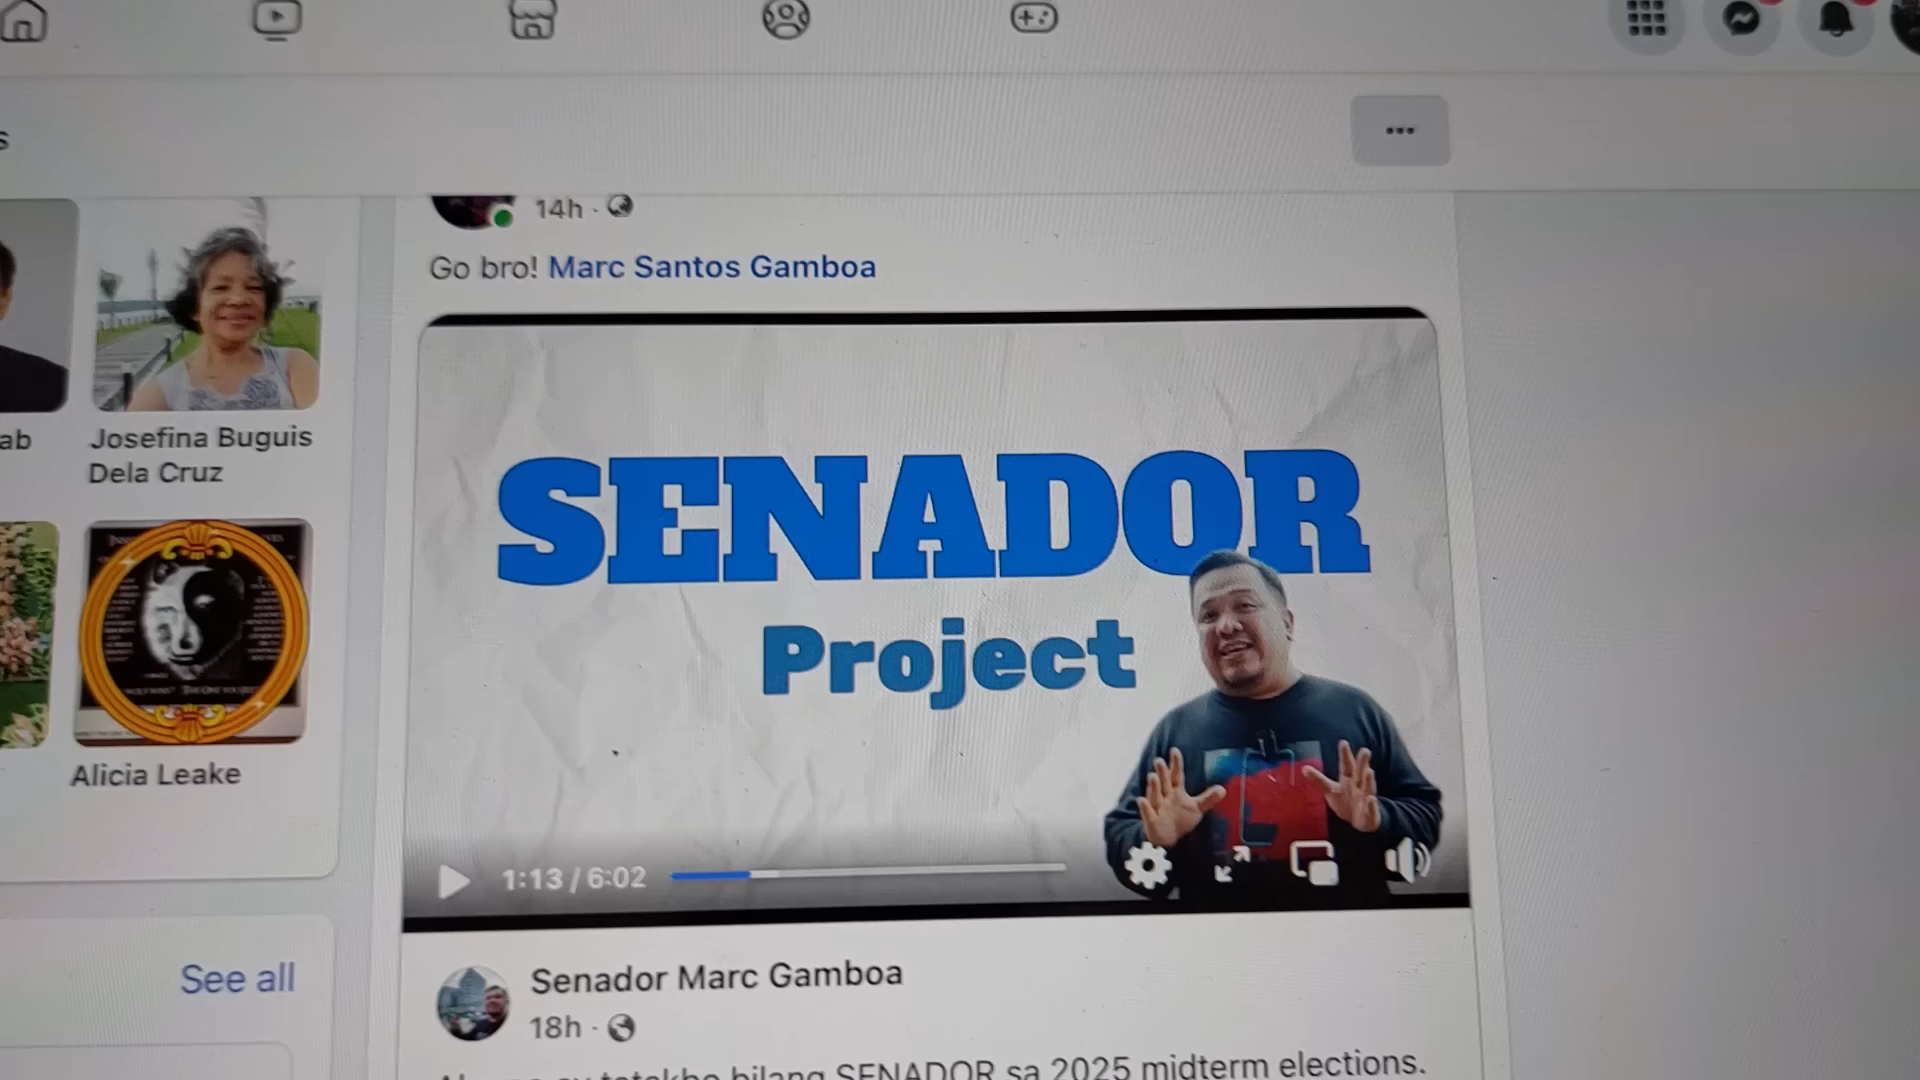 14h ·
Go bro! Marc Santos Gamboa
Josefina Buguis
Dela Cruz
SENADOR
Project
Alicia Leake
1:13 / 6:02
See all
Senador Marc Gamboa
18h ·
bilang SENADOR sa 2025 midterm elections.